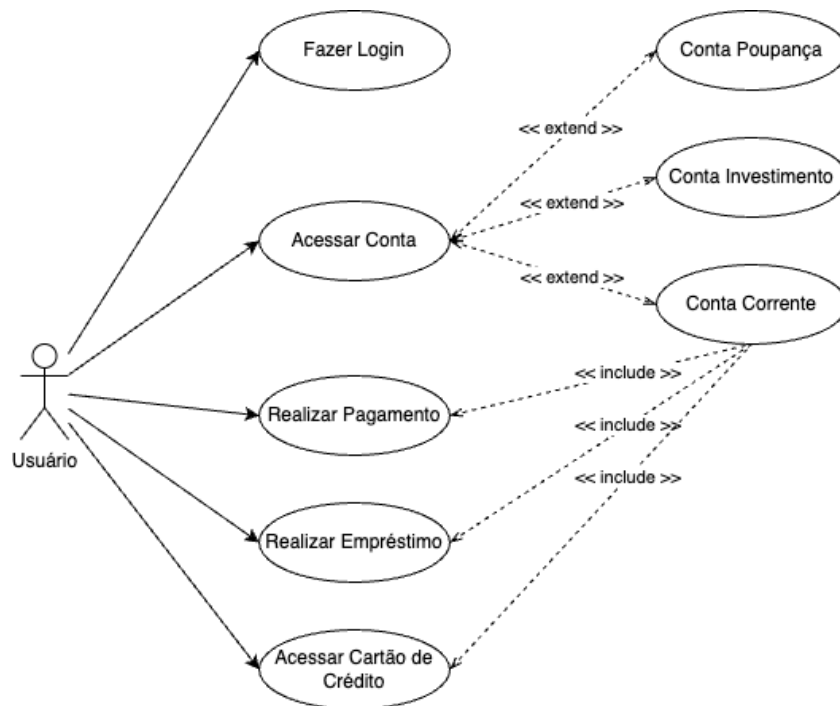 Fazer Login
Conta Poupança
<< extend >>
Conta Investimento
<< extend >>
Acessar Conta
<< extend >>
Conta Corrente
<< include >>
Realizar Pagamento
<< include >>
Usuário
<< include >>
Realizar Empréstimo
Acessar Cartão de
Crédito